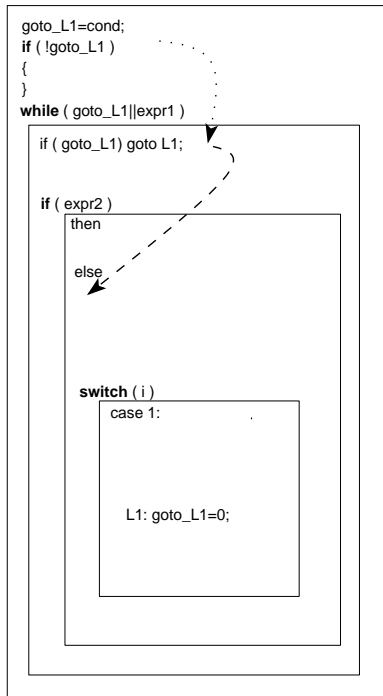 goto_L1=cond;
if ( !goto_L1 )
{
}
while ( goto_L1||expr1 )
if ( goto_L1) goto L1;
if ( expr2 )
then
else
switch ( i )
case 1:
L1: goto_L1=0;